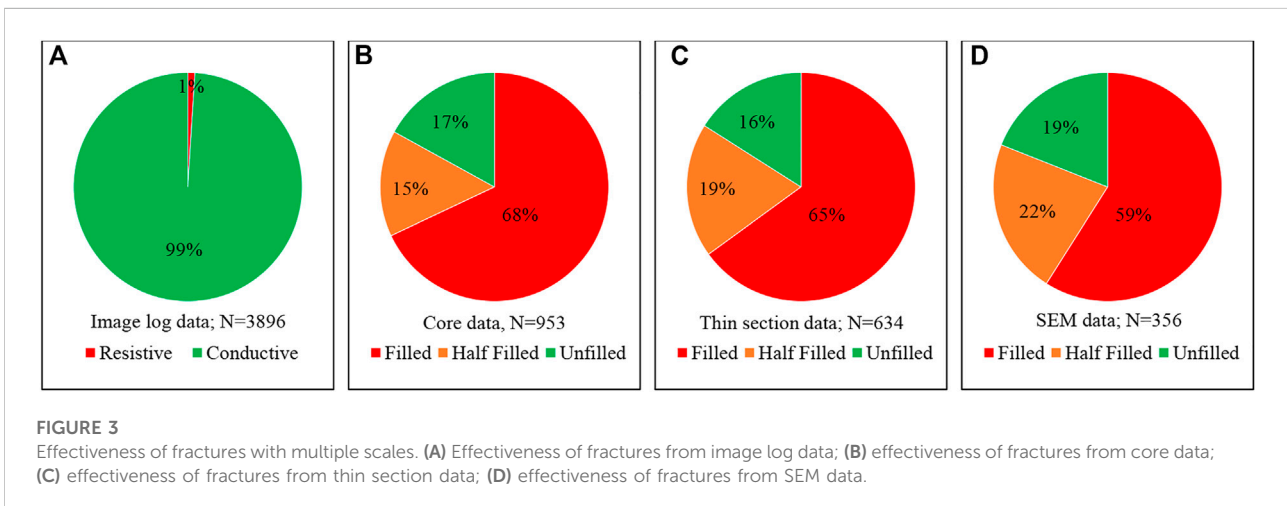 A
1%
99%
Image log data; N=3896
Resistive Conductive
B
17%
15%
68%
Core data, N=953
Filled Half Filled Unfilled
C
16%
19%
65%
Thin section data; N=634
Filled Half Filled Unfilled
D
19%
22%
59%
SEM data; N=356
Filled Half Filled Unfilled
FIGURE 3
Effectiveness of fractures with multiple scales. (A) Effectiveness of fractures from image log data; (B) effectiveness of fractures from core data;
(C) effectiveness of fractures from thin section data; (D) effectiveness of fractures from SEM data.